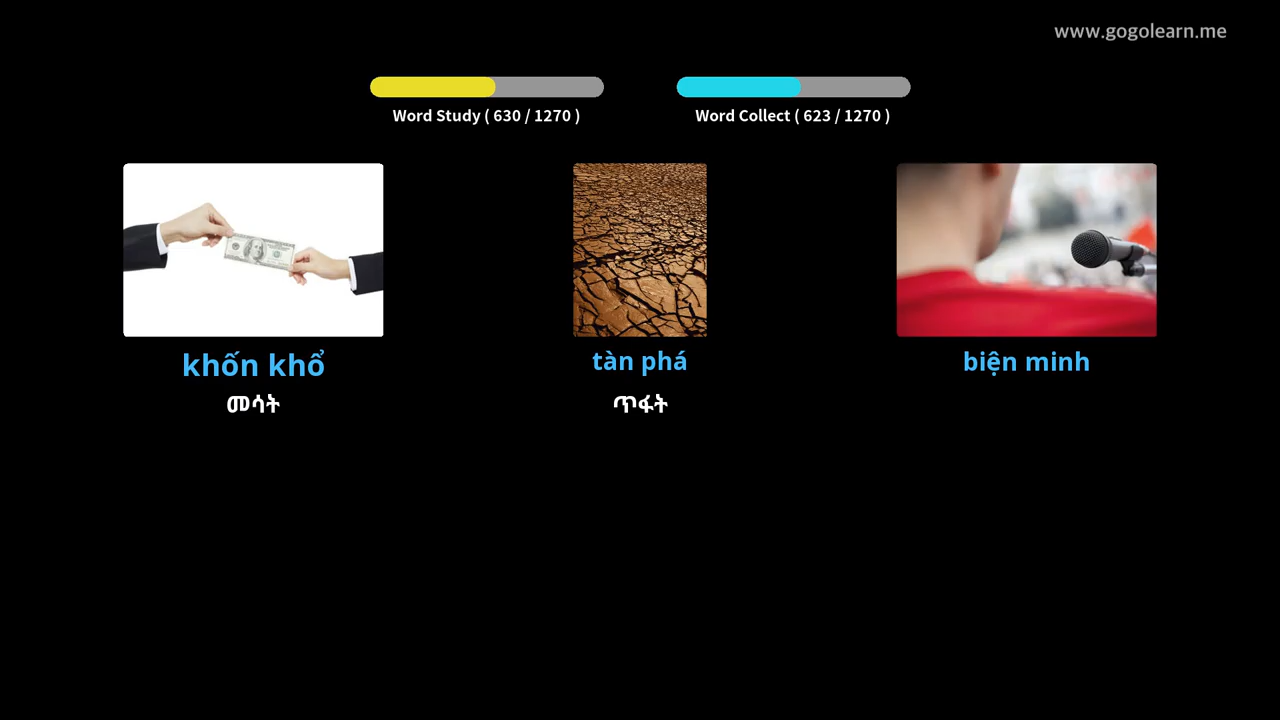 www.gogolearn.me
Word Study ( 630 / 1270 )
Word Collect ( 623 / 1270 )
khốn khổ
tàn phá
biện minh
መሳት
ጥፋት